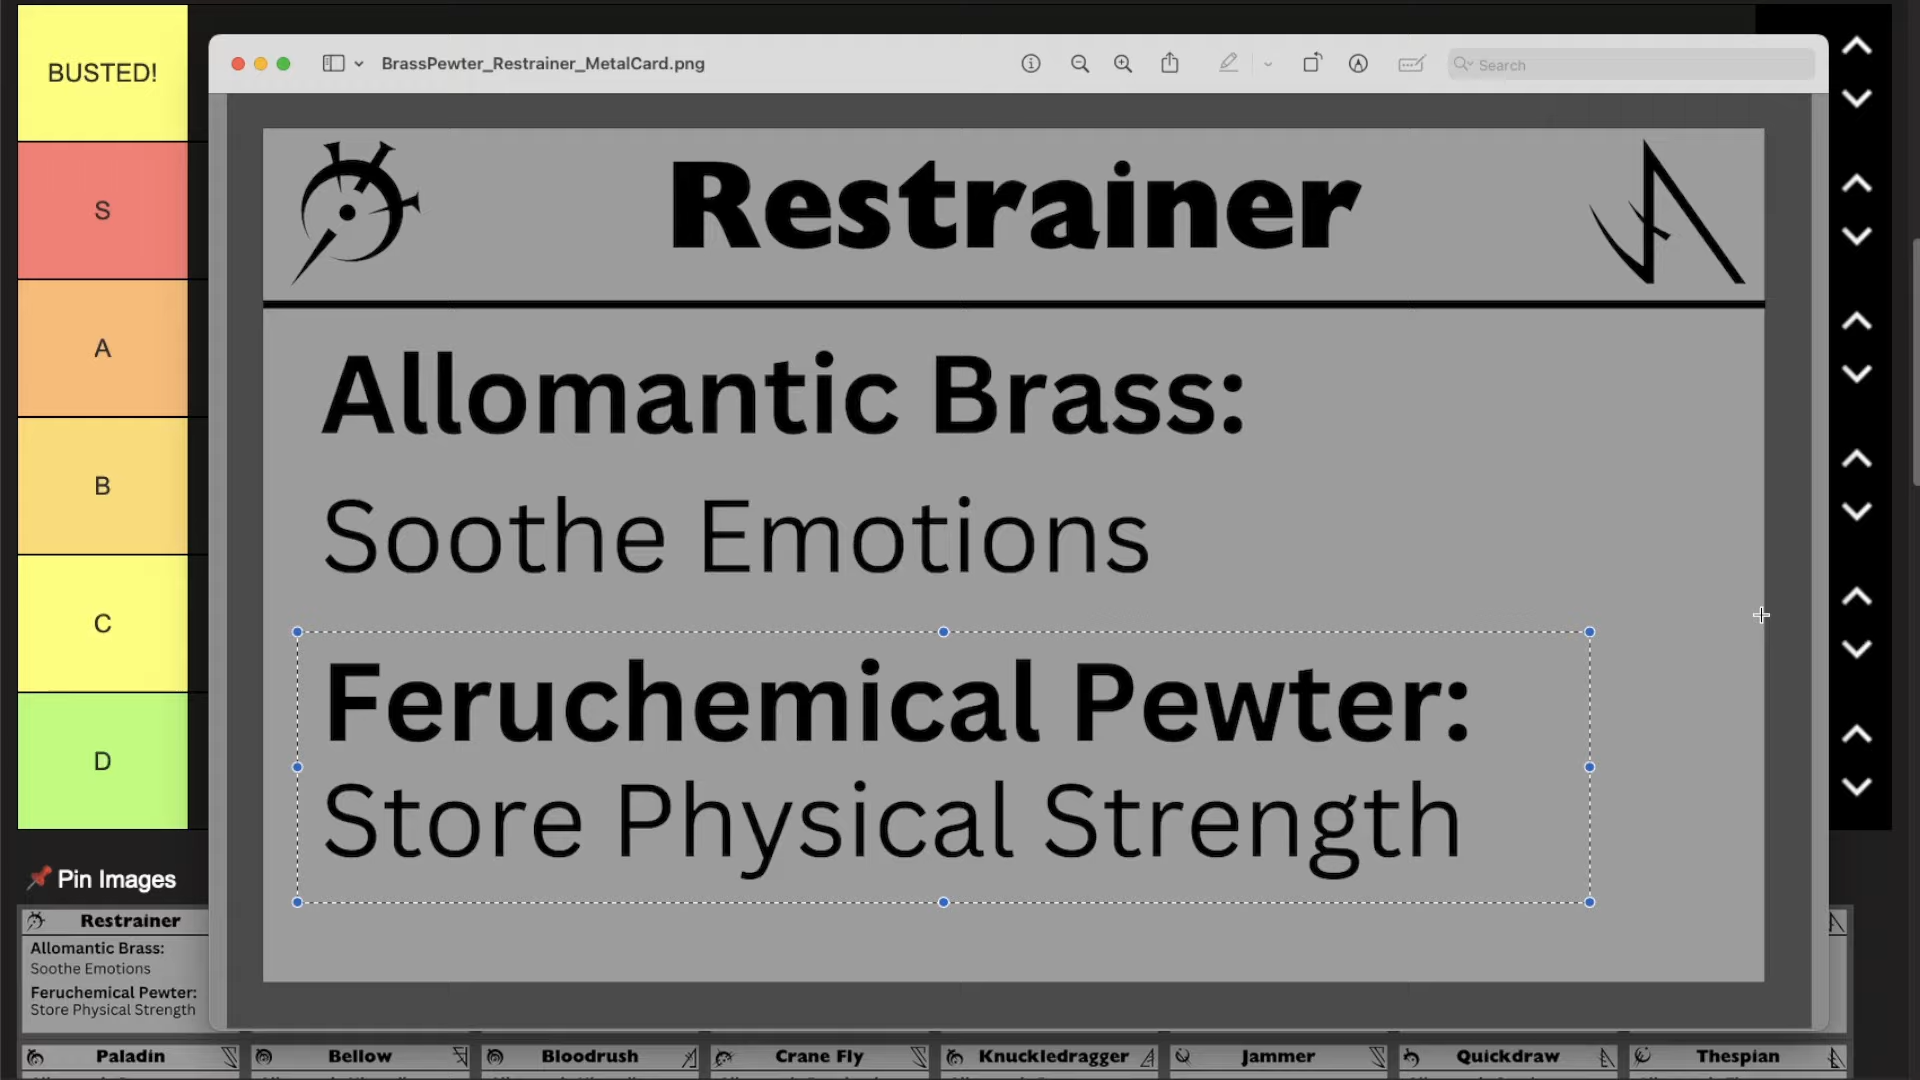 BUSTED!
S
A
B
C
D
BrassPewter_Restrainer_MetalCard.png
Search
Restrainer
Allomantic Brass:
Soothe Emotions
Feruchemical Pewter:
Store Physical Strength
📌 Pin Images
Restrainer
Allomantic Brass:
Soothe Emotions
Feruchemical Pewter:
Store Physical Strength
Paladin
Bellow
Bloodrush
Crane Fly
Knuckledragger
Jammer
Quickdraw
Thespian